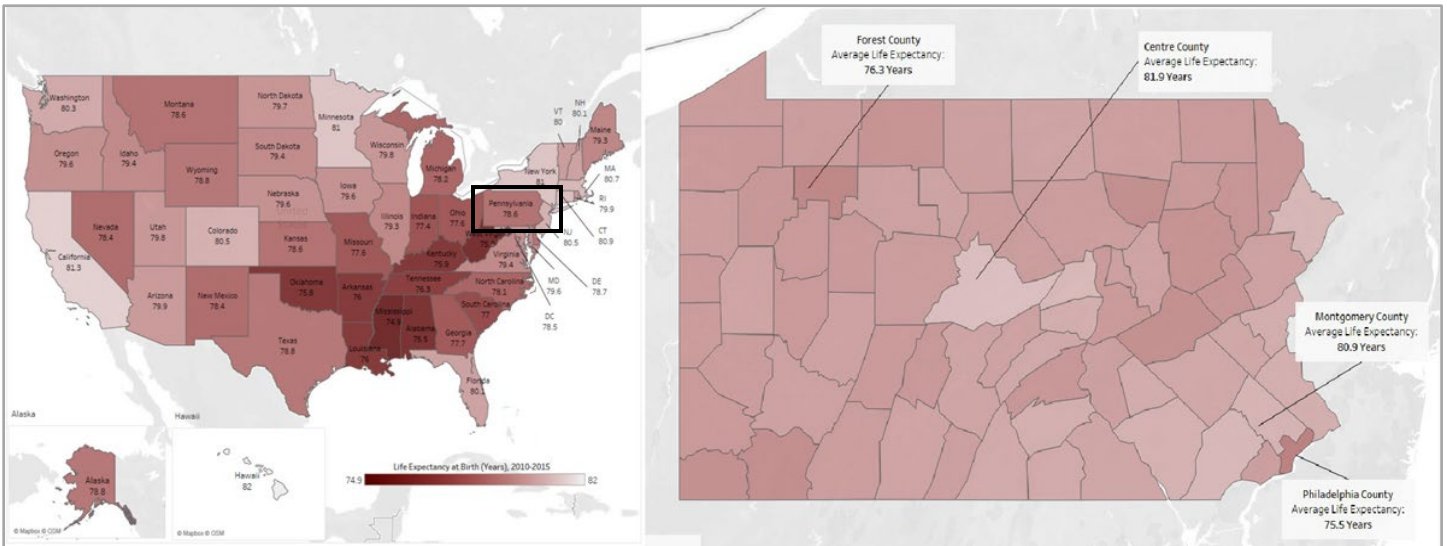 Washington
80.3
Montana
78.6
North Dakota
79.7
Minnesota
81
Oregon
79.6
Idaho
79.4
Wyoming
78.8
South Dakota
79.4
Wisconsin
79.8
Michigan
78.2
New York
81
VT
80
NH
80.1
Maine
79.3
MA
80.7
RI
79.9
CT
80.9
NJ
80.5
DE
78.7
MD
79.6
DC
78.5
Nebraska
79.6
Iowa
79.6
Illinois
79.3
Indiana
77.4
Ohio
77.6
Pennsylvania
78.6
Nevada
78.4
Utah
79.8
Colorado
80.5
Kansas
78.6
Missouri
77.6
Kentucky
75.9
Virginia
79.4
California
81.3
Arizona
79.9
New Mexico
78.4
Oklahoma
Arkansas
76
Tennessee
76.3
North Carolina
78.1
South Carolina
77
Mississippi
74.9
Alabama
75.5
Georgia
77.7
Texas
78.8
Louisiana
76
Florida
80.1
Alaska
Alaska
78.8
© Mapbox © OSM
Hawaii
Hawaii
82
© Mapbox © OSM
Life Expectancy at Birth (Years), 2010-2015
74.9
82
Forest County
Average Life Expectancy:
76.3 Years
Centre County
Average Life Expectancy:
81.9 Years
Montgomery County
Average Life Expectancy:
80.9 Years
Philadelphia County
Average Life Expectancy:
75.5 Years